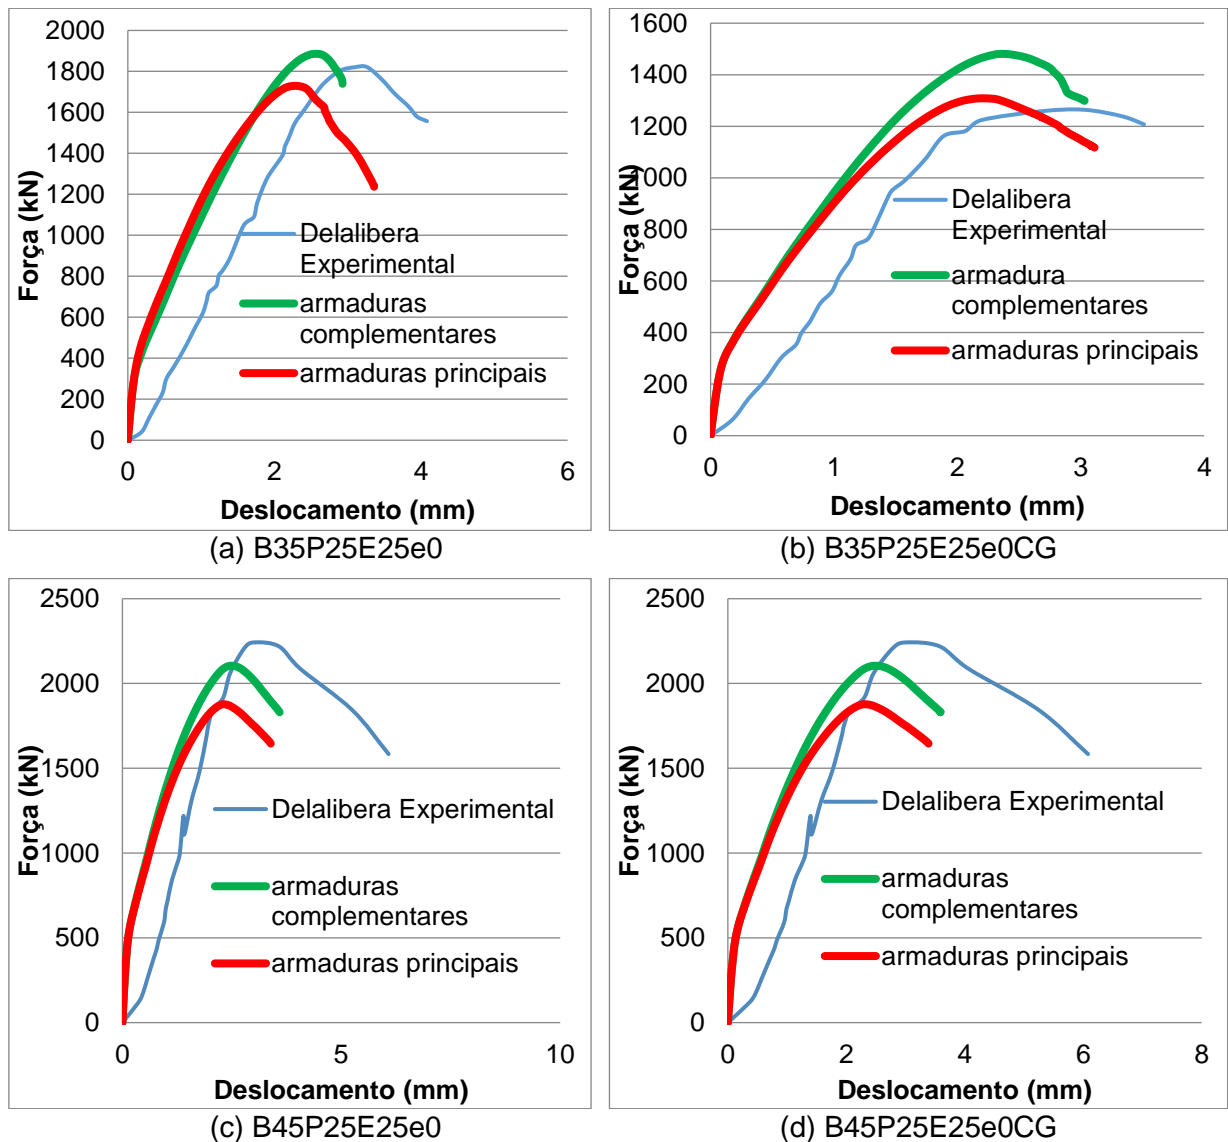 2000
1800
1600
1400
1200
1000
800
600
400
200
0
Força (kN)
Delalibera
Experimental
armaduras
complementares
armaduras principais
0
2
4
6
Deslocamento (mm)
(a) B35P25E25e0
1600
1400
1200
1000
800
600
400
200
0
Força (kN)
Delalibera
Experimental
armadura
complementares
armaduras principais
0
1
2
3
4
Deslocamento (mm)
(b) B35P25E25e0CG
2500
2000
1500
1000
500
0
Força (kN)
Delalibera Experimental
armaduras
complementares
armaduras principais
0
5
10
Deslocamento (mm)
(c) B45P25E25e0
2500
2000
1500
1000
500
0
Força (kN)
Delalibera Experimental
armaduras
complementares
armaduras principais
0
2
4
6
8
Deslocamento (mm)
(d) B45P25E25e0CG